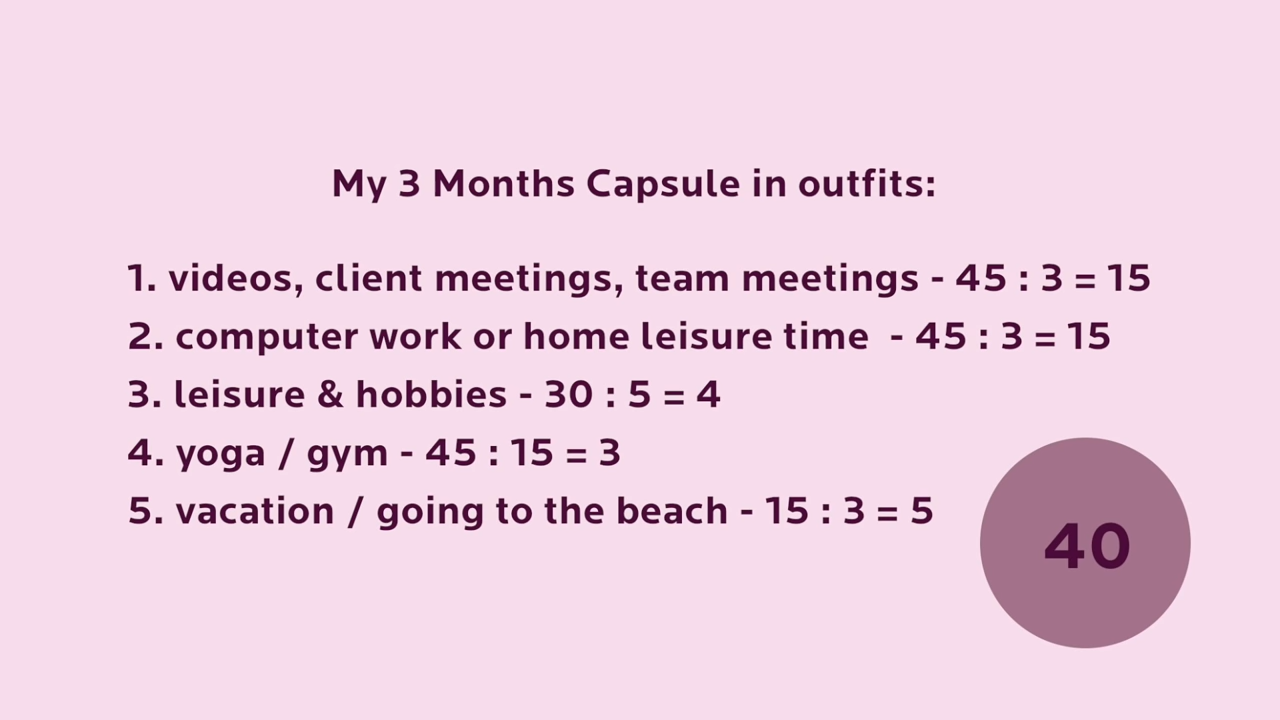 My 3 Months Capsule in outfits:
1. videos, client meetings, team meetings - 45 : 3 = 15
2. computer work or home leisure time - 45 : 3 = 15
3. leisure & hobbies - 30 : 5 = 4
4. yoga / gym - 45 : 15 = 3
5. vacation / going to the beach - 15 : 3 = 5
40